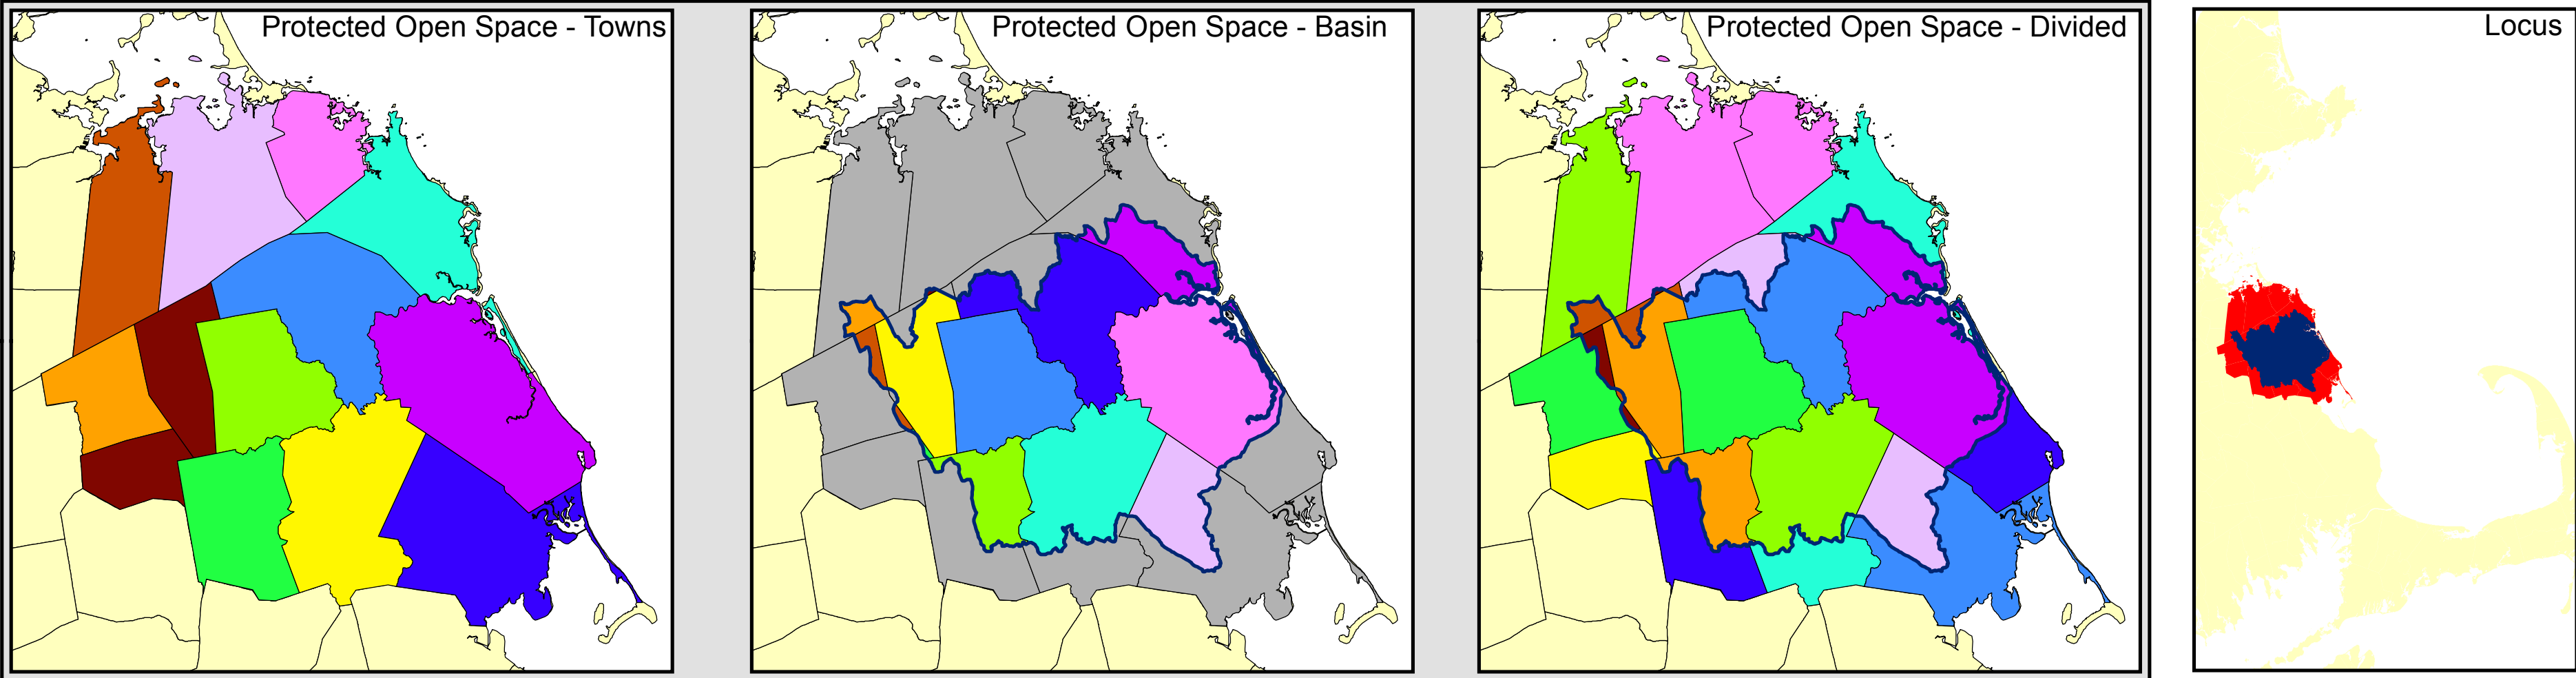 Protected Open Space - Towns
Protected Open Space - Basin
Protected Open Space - Divided
Locus